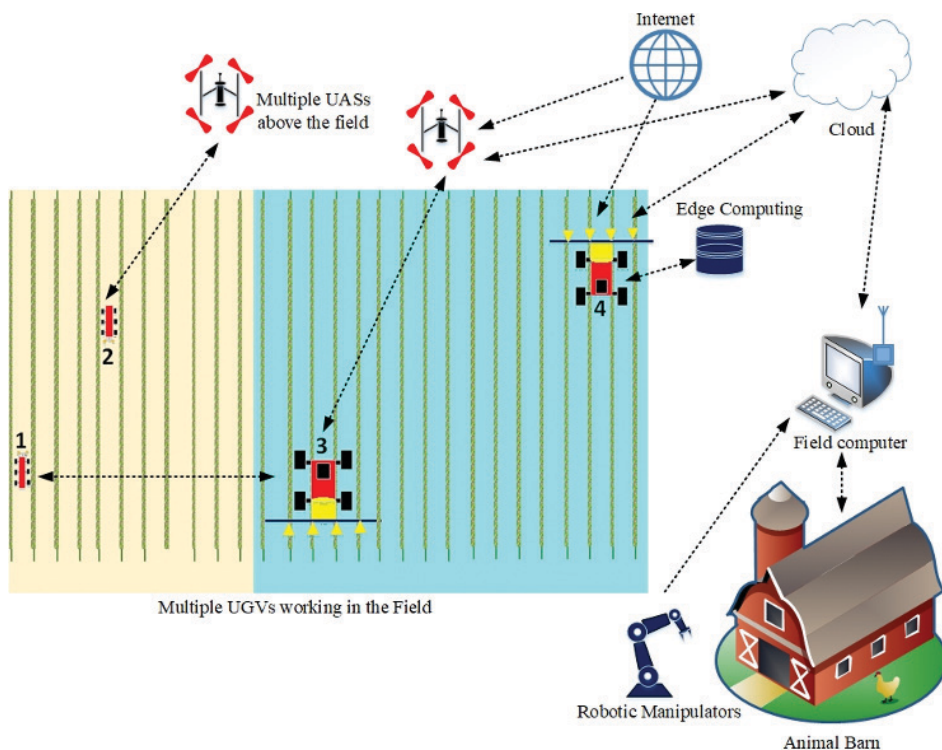 Internet
Multiple UASs
above the field
Cloud
Edge Computing
4
2
1
3
Field computer
Multiple UGVs working in the Field
Robotic Manipulators
Animal Barn